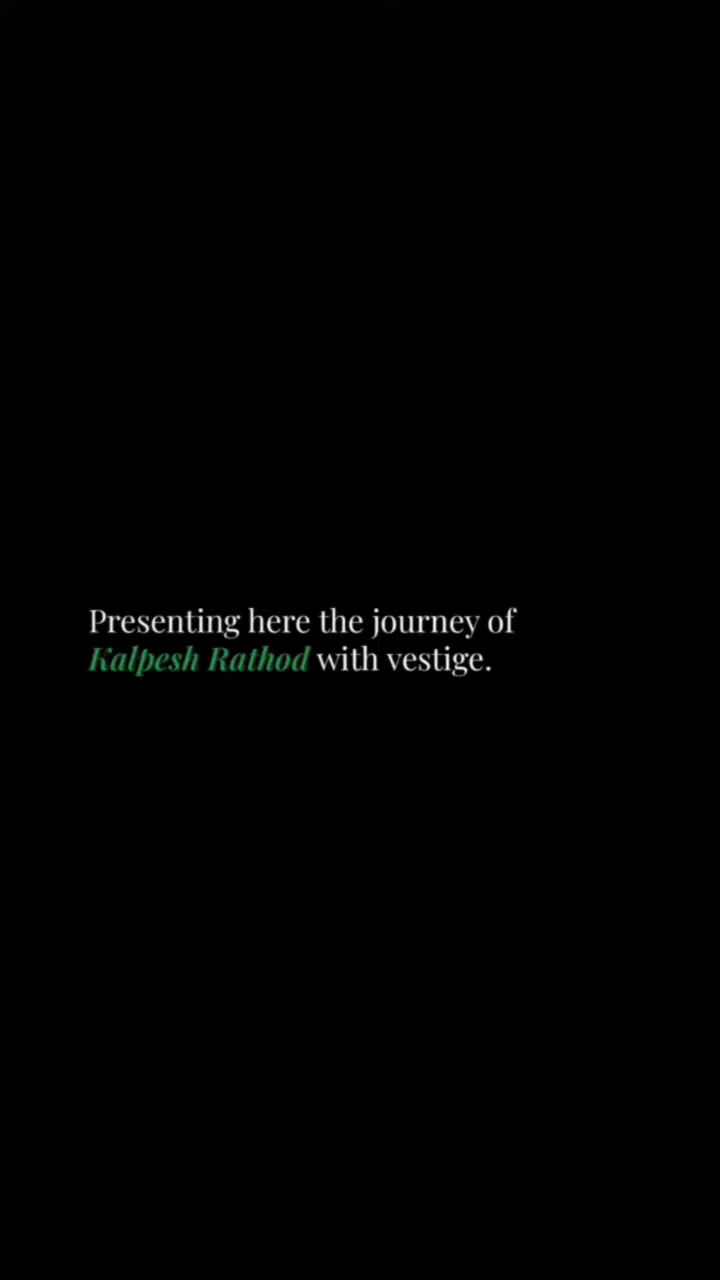 Presenting here the journey of
Kalpesh Rathod with vestige.